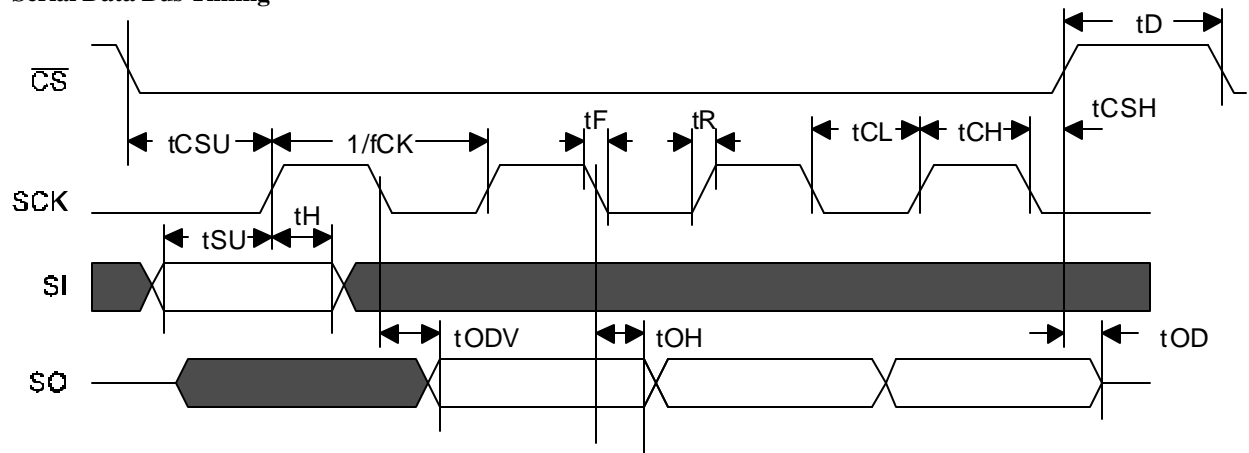 Serial Data Bus Timing
tD
CS
tCSH
tF
tR
tCL
tCH
tCSU
1/fCK
SCK
tH
tSU
SI
tODV
tOH
tOD
SO